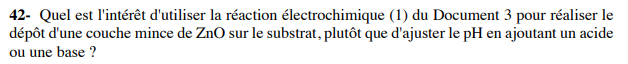 42- Quel est l'intérêt d'utiliser la réaction électrochimique (1) du Document 3 pour réaliser le
dépôt d'une couche mince de ZnO sur le substrat, plutôt que d'ajuster le pH en ajoutant un acide
ou une base ?